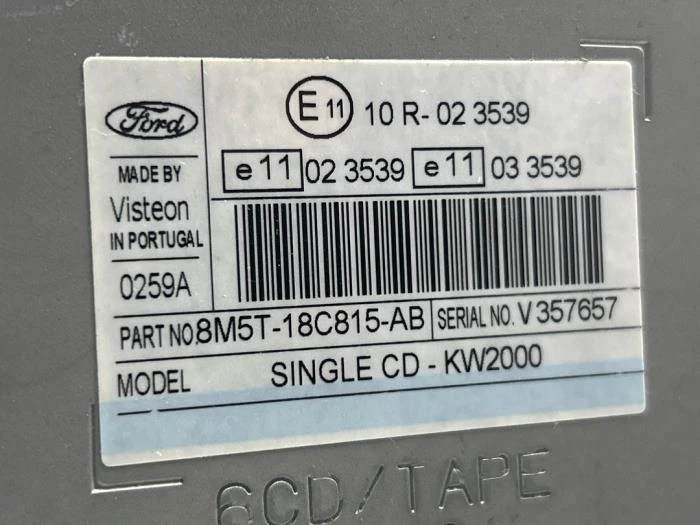 Ford
E 11 10 R- 02 3539
e 11 02 3539 e 11 03 3539
MADE BY
Visteon
IN PORTUGAL
0259A
PART NO. 8M5T-18C815-AB SERIAL NO. V 357657
MODEL SINGLE CD - KW2000
6CD/TAPE